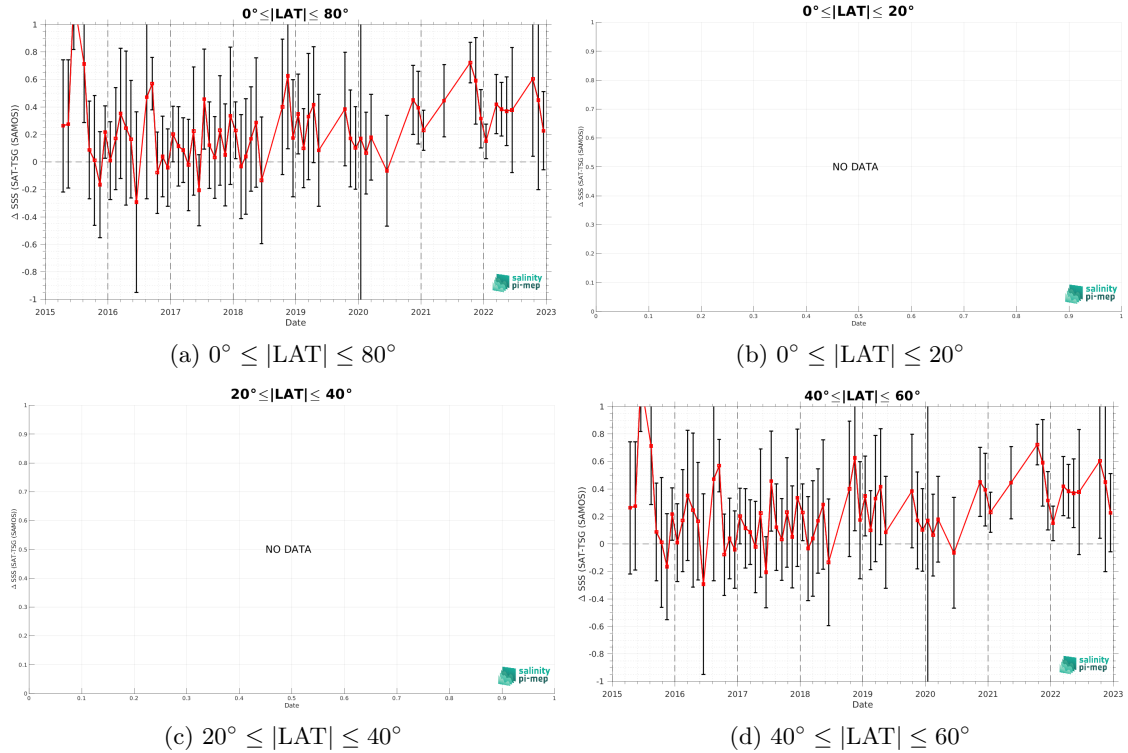 0°≤|LAT|≤ 80°
1
0.8
0.6
0.4
0.2
0
-0.2
-0.4
-0.6
-0.8
-1
Δ SSS (SAT-TSG (SAMOS))
2015 2016 2017 2018 2019 2020 2021 2022 2023
Date
salinity
pi-mep
(a) 0° ≤ |LAT| ≤ 80°
0°≤|LAT|≤ 20°
1
0.9
0.8
0.7
0.6
0.5
0.4
0.3
0.2
0.1
0
Δ SSS (SAT-TSG (SAMOS))
NO DATA
0 0.1 0.2 0.3 0.4 0.5 0.6 0.7 0.8 0.9 1
Date
salinity
pi-mep
(b) 0° ≤ |LAT| ≤ 20°
20°≤|LAT|≤ 40°
1
0.9
0.8
0.7
0.6
0.5
0.4
0.3
0.2
0.1
0
Δ SSS (SAT-TSG (SAMOS))
NO DATA
0 0.1 0.2 0.3 0.4 0.5 0.6 0.7 0.8 0.9 1
Date
salinity
pi-mep
(c) 20° ≤ |LAT| ≤ 40°
40°≤|LAT|≤ 60°
1
0.8
0.6
0.4
0.2
0
-0.2
-0.4
-0.6
-0.8
-1
Δ SSS (SAT-TSG (SAMOS))
2015 2016 2017 2018 2019 2020 2021 2022 2023
Date
salinity
pi-mep
(d) 40° ≤ |LAT| ≤ 60°